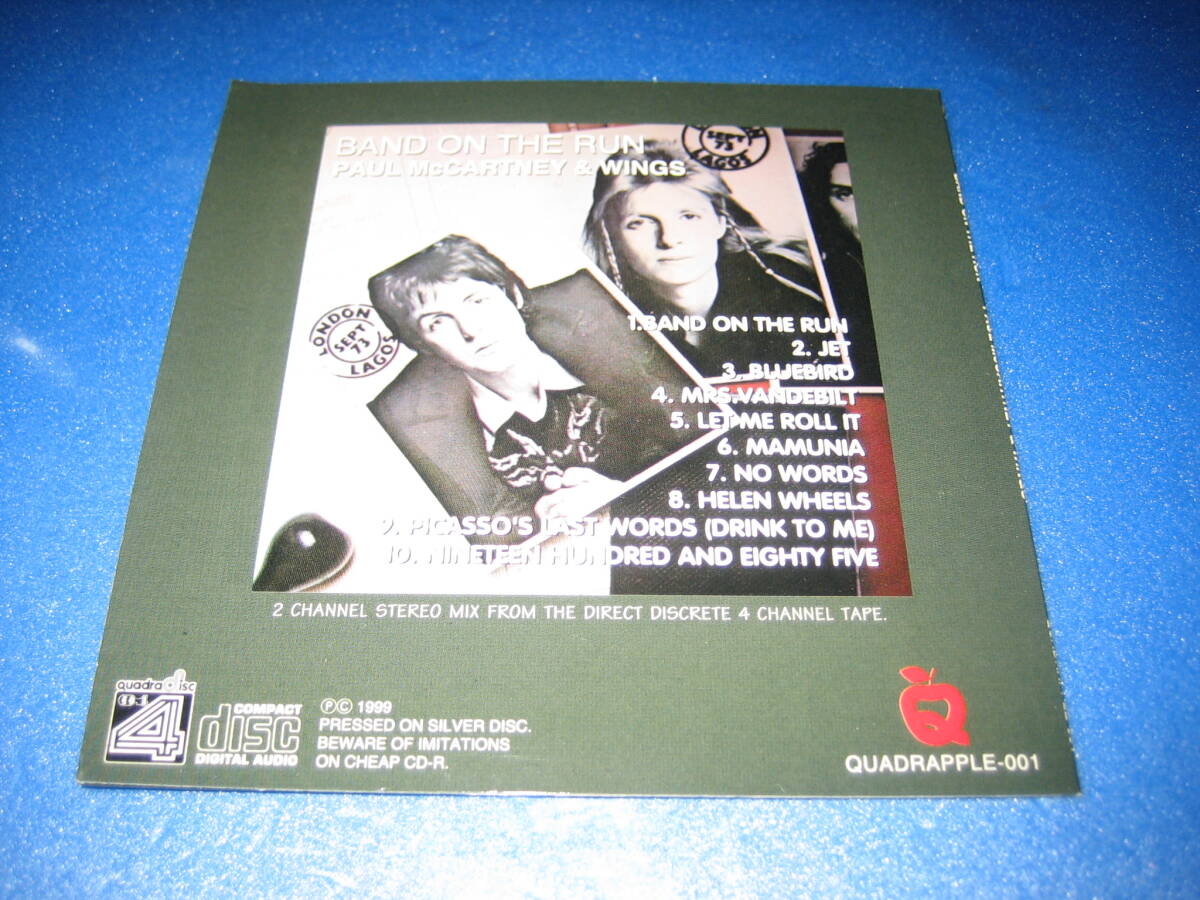 BAND ON THE RUN
PAUL McCARTNEY & WINGS
SEPT
73
LAGOS
LONDON
SEPT
73
LAGOS
1.BAND ON THE RUN
2. JET
3. BLUEBIRD
4. MRS.VANDEBILT
5. LET ME ROLL IT
6. MAMUNIA
7. NO WORDS
8. HELEN WHEELS
9. PICASSO'S LAST WORDS (DRINK TO ME)
10. NINETEEN HUNDRED AND EIGHTY FIVE
2 CHANNEL STEREO MIX FROM THE DIRECT DISCRETE 4 CHANNEL TAPE.
quadradisc
4
COMPACT
disc
DIGITAL AUDIO
℗© 1999
PRESSED ON SILVER DISC.
BEWARE OF IMITATIONS
ON CHEAP CD-R.
Q
QUADRAPPLE-001